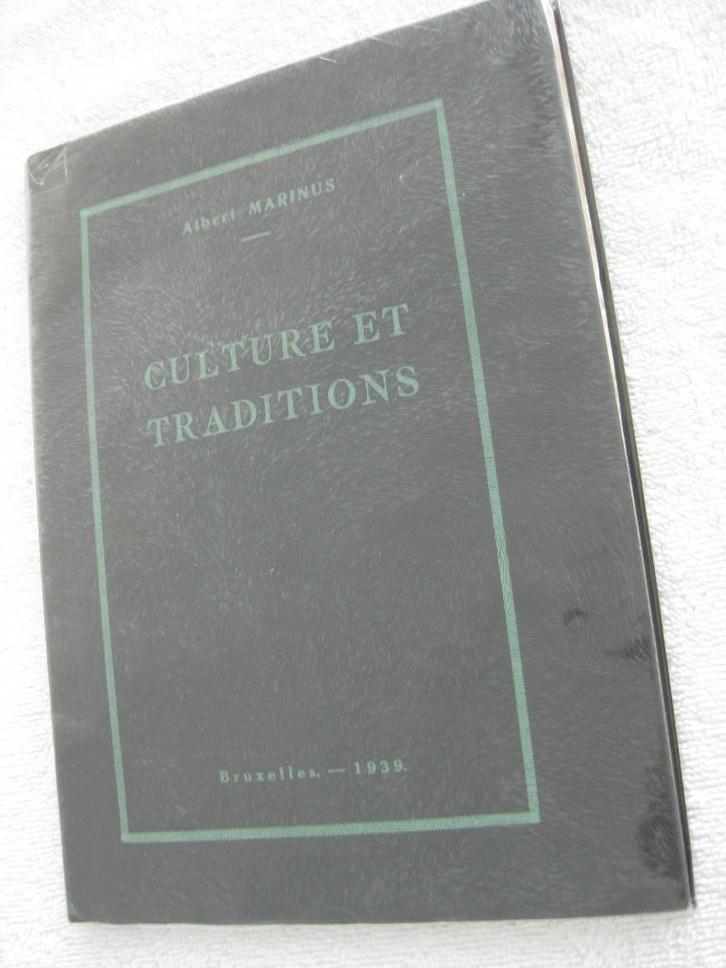 Albert MARINUS
CULTURE ET
TRADITIONS
Bruxelles. — 1939.